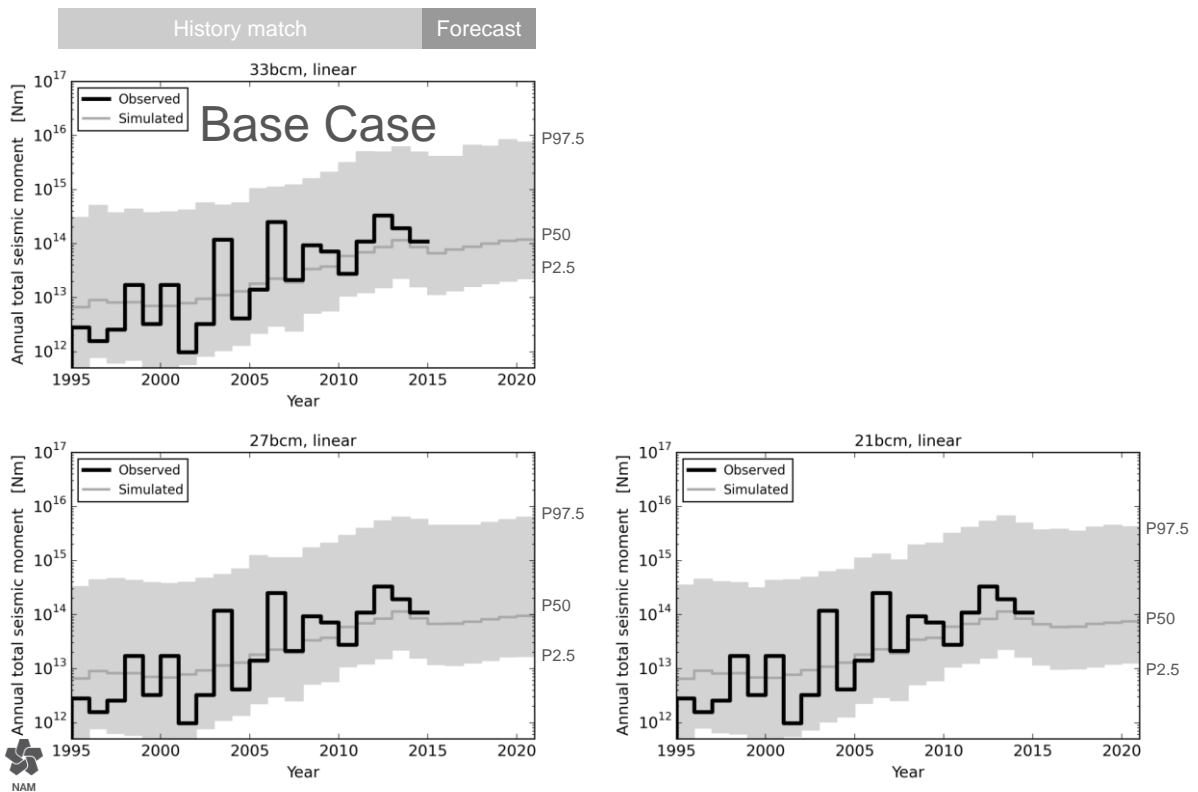 History match Forecast
33bcm, linear
Base Case
Observed
Simulated
Annual total seismic moment [Nm]
10^17
10^16
10^15
10^14
10^13
10^12
P97.5
P50
P2.5
1995 2000 2005 2010 2015 2020
Year
27bcm, linear
Observed
Simulated
Annual total seismic moment [Nm]
10^17
10^16
10^15
10^14
10^13
10^12
P97.5
P50
P2.5
1995 2000 2005 2010 2015 2020
Year
21bcm, linear
Observed
Simulated
Annual total seismic moment [Nm]
10^17
10^16
10^15
10^14
10^13
10^12
P97.5
P50
P2.5
1995 2000 2005 2010 2015 2020
Year
NAM